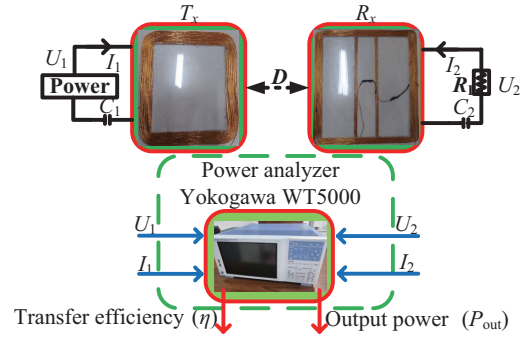 Tx Rx
U1 I1 I2
Power D R1 U2
C1 C2
Power analyzer
Yokogawa WT5000
U1 U2
I1 I2
Transfer efficiency (η) Output power (Pout)